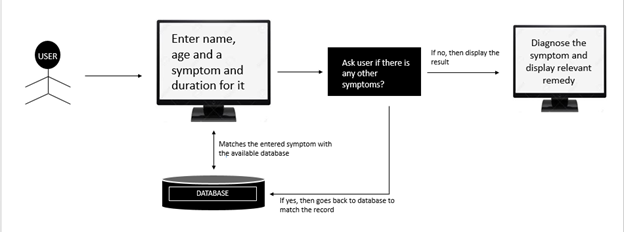 USER
Enter name,
age and a
symptom and
duration for it
Ask user if there is
any other
symptoms?
If no, then display the
result
Diagnose the
symptom and
display relevant
remedy
Matches the entered symptom with
the available database
DATABASE
If yes, then goes back to database to
match the record